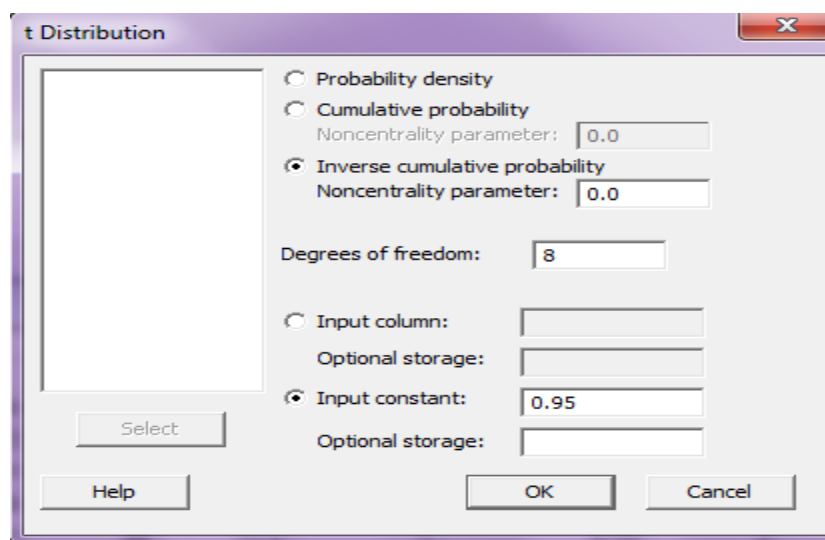 t Distribution
Probability density
Cumulative probability
Noncentrality parameter: 0.0
Inverse cumulative probability
Noncentrality parameter: 0.0
Degrees of freedom: 8
Input column:
Optional storage:
Input constant: 0.95
Select
Optional storage:
Help OK Cancel